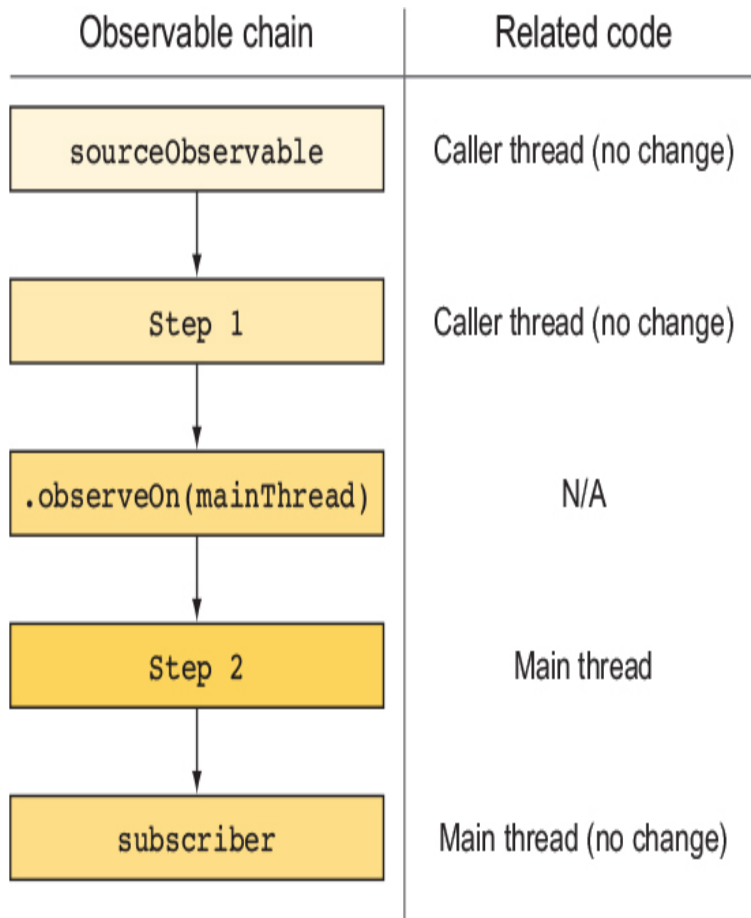 Observable chain Related code
sourceObservable Caller thread (no change)
Step 1 Caller thread (no change)
.observeOn(mainThread) N/A
Step 2 Main thread
subscriber Main thread (no change)